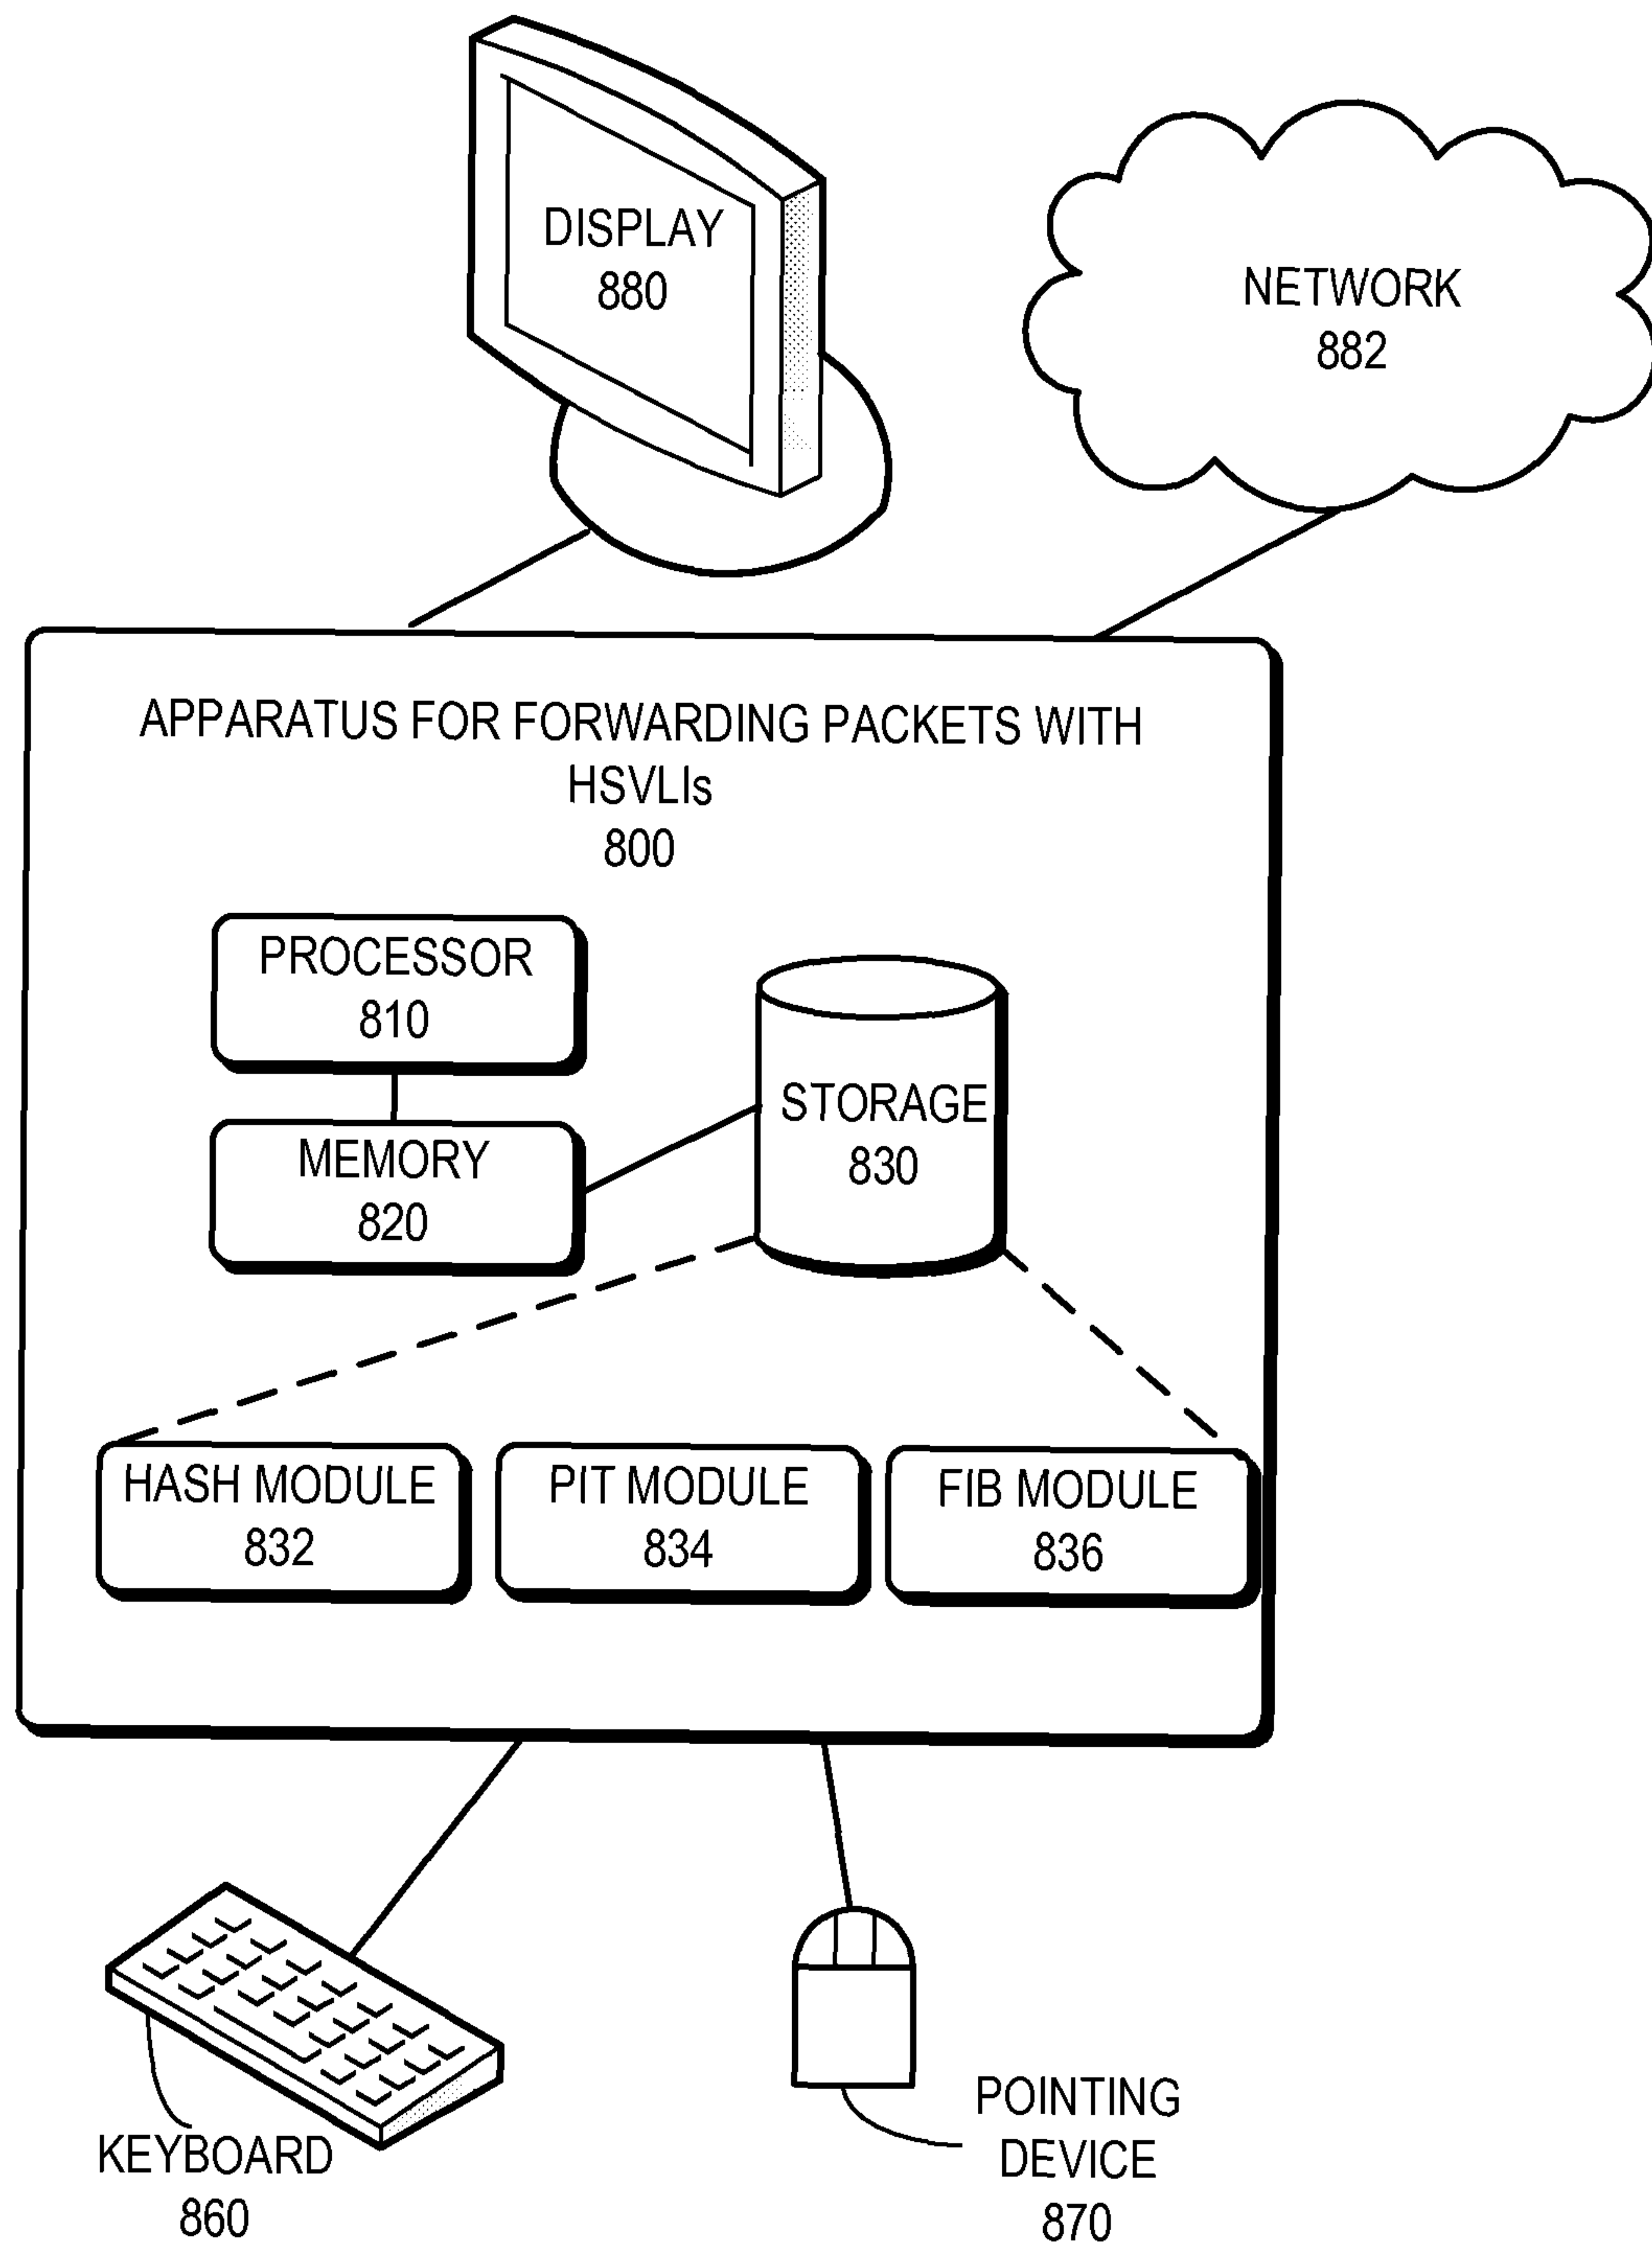 DISPLAY
880
NETWORK
882
APPARATUS FOR FORWARDING PACKETS WITH
HSVLIs
800
PROCESSOR
810
MEMORY
820
STORAGE
830
HASH MODULE
832
PIT MODULE
834
FIB MODULE
836
KEYBOARD
860
POINTING
DEVICE
870